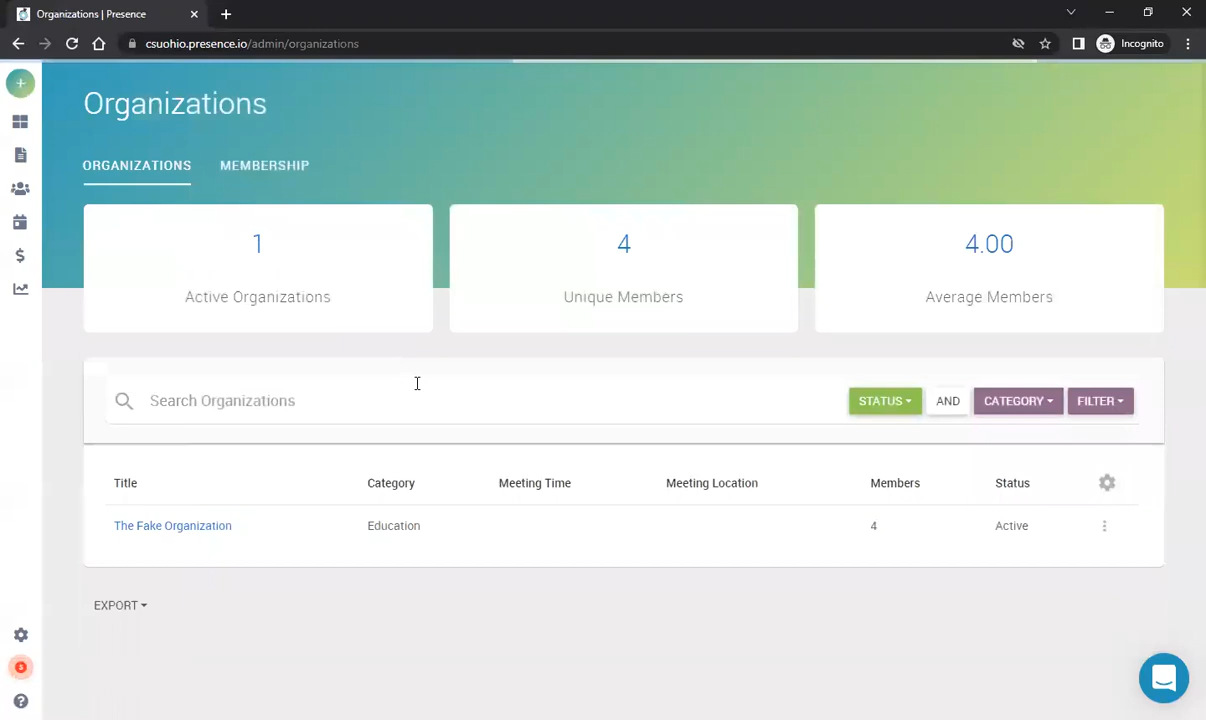 Organizations | Presence
csuohio.presence.io/admin/organizations
Incognito
Organizations
ORGANIZATIONS MEMBERSHIP
1 4 4.00
Active Organizations Unique Members Average Members
Search Organizations STATUS AND CATEGORY FILTER
Title Category Meeting Time Meeting Location Members Status
The Fake Organization Education 4 Active
EXPORT